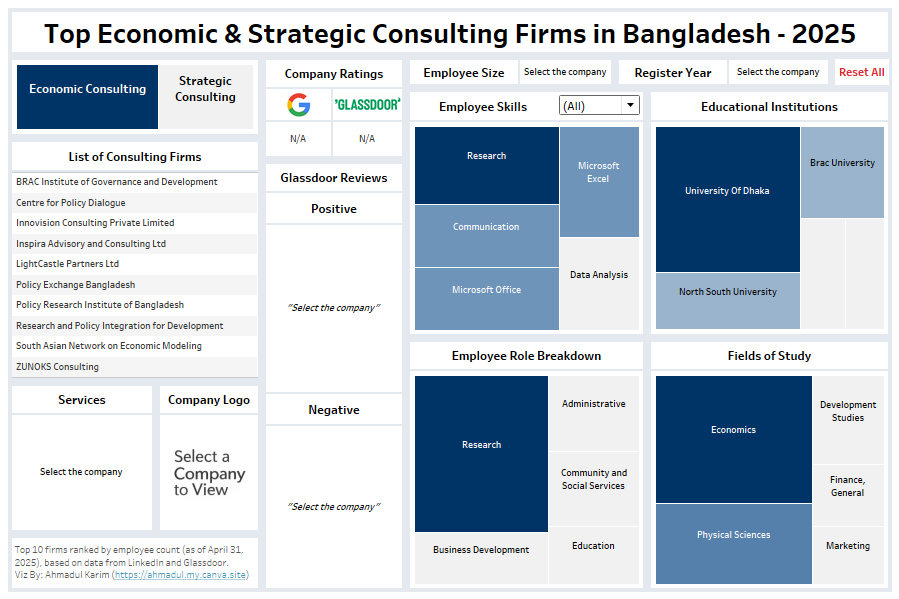 Top Economic & Strategic Consulting Firms in Bangladesh - 2025
Economic Consulting
Strategic
Consulting
List of Consulting Firms
BRAC Institute of Governance and Development
Centre for Policy Dialogue
Innovision Consulting Private Limited
Inspira Advisory and Consulting Ltd
LightCastle Partners Ltd
Policy Exchange Bangladesh
Policy Research Institute of Bangladesh
Research and Policy Integration for Development
South Asian Network on Economic Modeling
ZUNOKS Consulting
Services
Select the company
Company Logo
Select a
Company
to View
Top 10 firms ranked by employee count (as of April 31,
2025), based on data from LinkedIn and Glassdoor.
Viz By: Ahmadul Karim (https://ahmadul.my.canva.site)
Company Ratings
G
'GLASSDOOR'
N/A
N/A
Glassdoor Reviews
Positive
"Select the company"
Negative
"Select the company"
Employee Size
Select the company
Register Year
Select the company
Reset All
Employee Skills
(All)
Research
Microsoft
Excel
Communication
Microsoft Office
Data Analysis
Educational Institutions
University Of Dhaka
Brac University
North South University
Employee Role Breakdown
Research
Administrative
Community and
Social Services
Business Development
Education
Fields of Study
Economics
Development
Studies
Finance,
General
Physical Sciences
Marketing